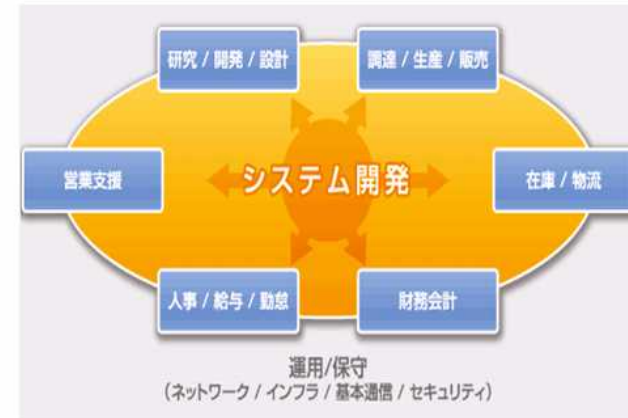 研究 / 開発 / 設計
調達 / 生産 / 販売
営業支援
システム開発
在庫 / 物流
人事 / 給与 / 勤怠
財務会計
運用/保守
（ネットワーク / インフラ / 基本通信 / セキュリティ）